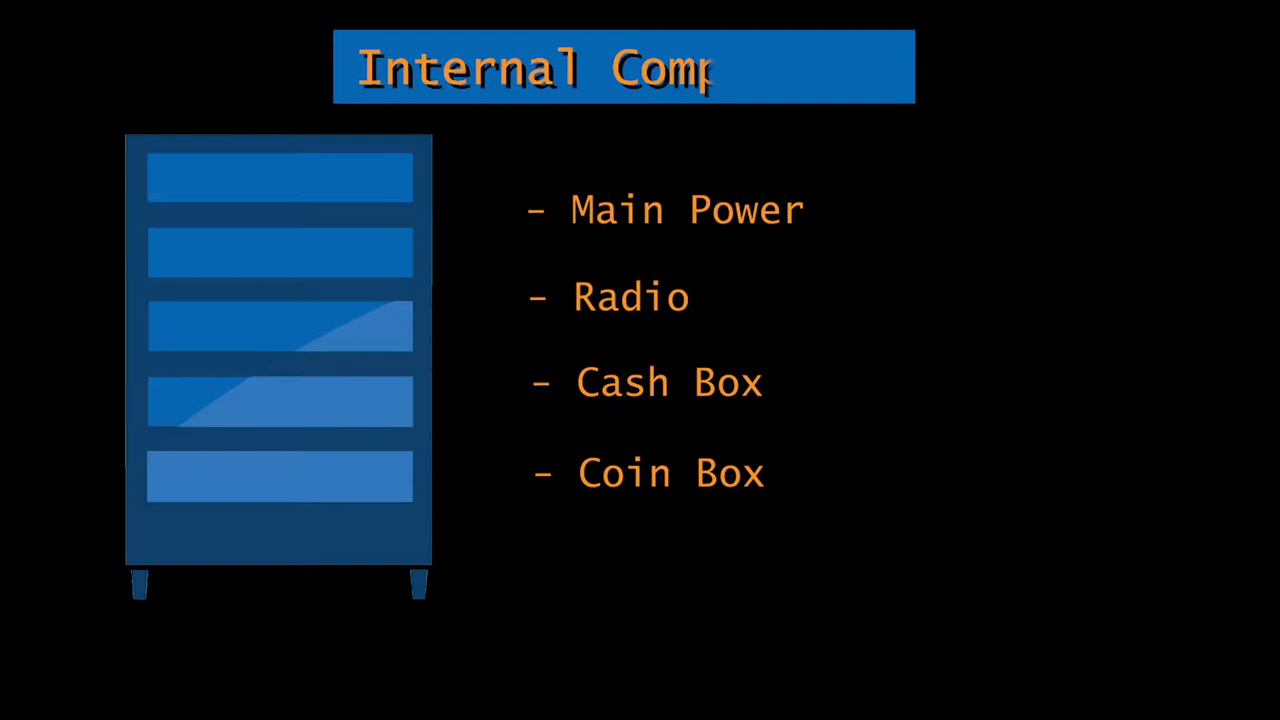 Internal Comp
- Main Power
- Radio
- Cash Box
- Coin Box